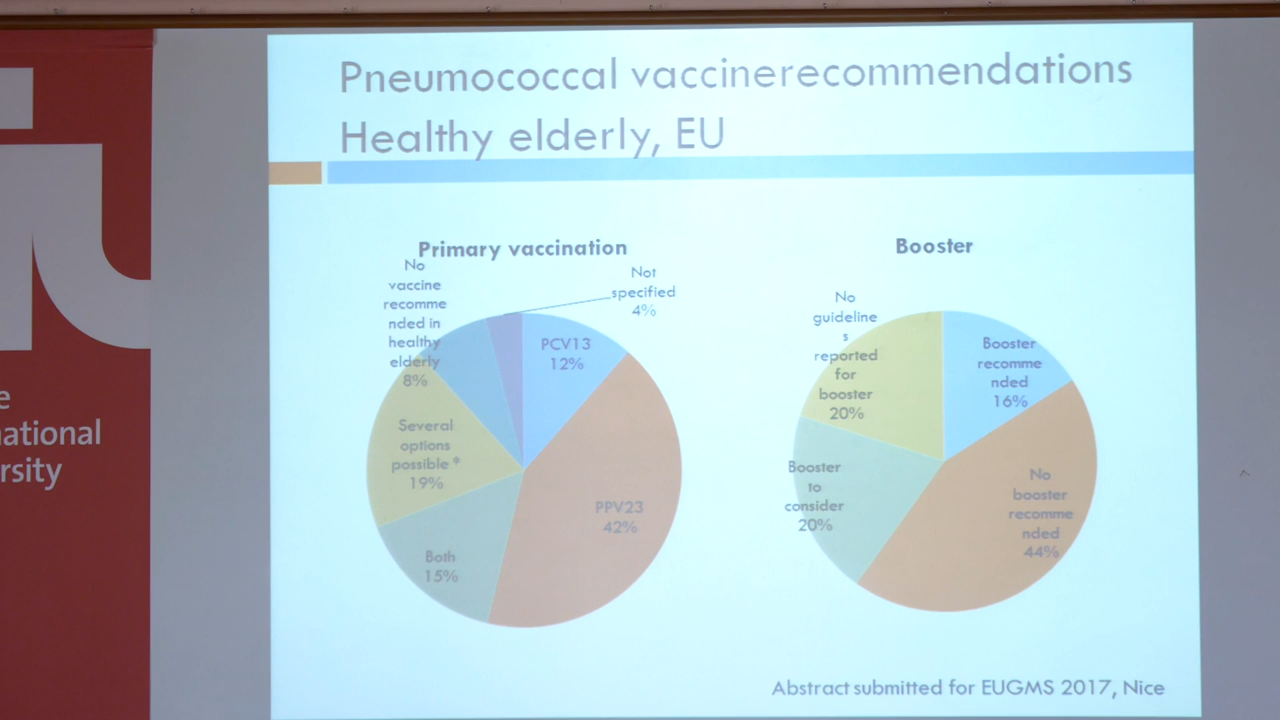 Pneumococcal vaccinerecommendations
Healthy elderly, EU
Primary vaccination
No
vaccine
recomme
nded in
healthy
elderly
8%
Not
specified
4%
PCV13
12%
Several
options
possible *
19%
PPV23
42%
Both
15%
Booster
No
guideline
s
reported
for
booster
20%
Booster
recomme
nded
16%
Booster
to
consider
20%
No
booster
recomme
nded
44%
Abstract submitted for EUGMS 2017, Nice
e
national
rsity